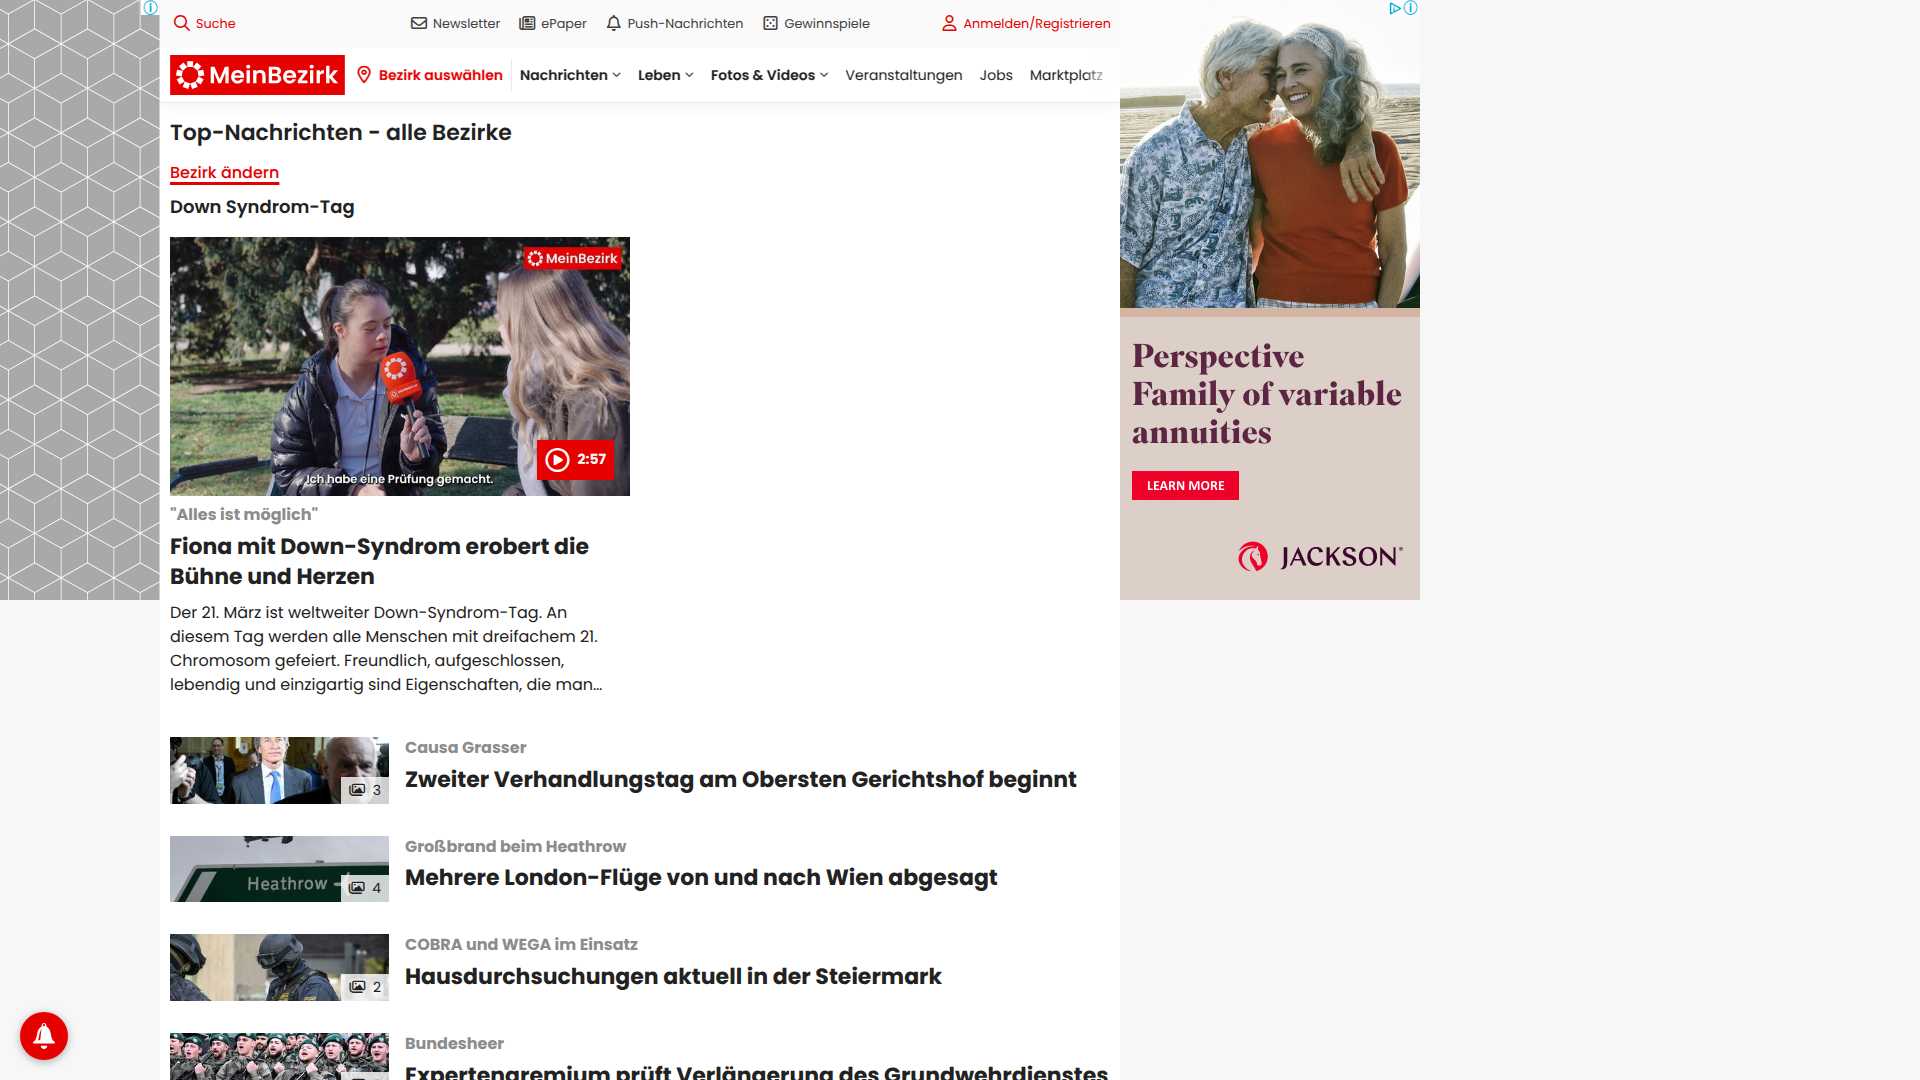 Suche
Newsletter
ePaper
Push-Nachrichten
Gewinnspiele
Anmelden/Registrieren
MeinBezirk
Bezirk auswählen
Nachrichten
Leben
Fotos & Videos
Veranstaltungen
Jobs
Marktplatz
Top-Nachrichten - alle Bezirke
Bezirk ändern
Down Syndrom-Tag
MeinBezirk
Ich habe eine Prüfung gemacht.
2:57
"Alles ist möglich"
Fiona mit Down-Syndrom erobert die
Bühne und Herzen
Der 21. März ist weltweiter Down-Syndrom-Tag. An
diesem Tag werden alle Menschen mit dreifachem 21.
Chromosom gefeiert. Freundlich, aufgeschlossen,
lebendig und einzigartig sind Eigenschaften, die man...
3
Causa Grasser
Zweiter Verhandlungstag am Obersten Gerichtshof beginnt
Heathrow
4
Großbrand beim Heathrow
Mehrere London-Flüge von und nach Wien abgesagt
2
COBRA und WEGA im Einsatz
Hausdurchsuchungen aktuell in der Steiermark
Bundesheer
Expertengremium prüft Verlängerung des Grundwehrdienstes
Perspective
Family of variable
annuities
LEARN MORE
JACKSON®